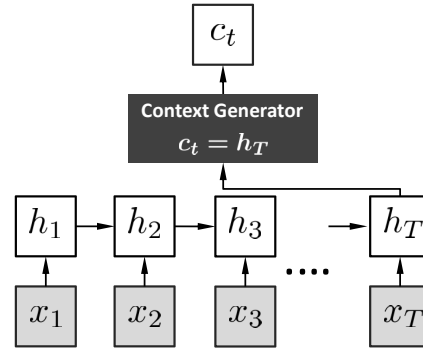 c_t
Context Generator
c_t = h_T
h_1 h_2 h_3 h_T
....
x_1 x_2 x_3 x_T